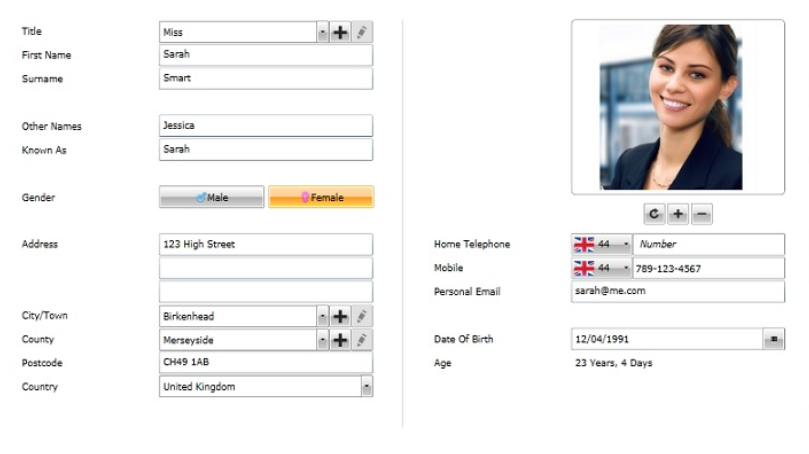 Title Miss
First Name Sarah
Surname Smart
Other Names Jessica
Known As Sarah
Gender Male Female
Address 123 High Street
City/Town Birkenhead
County Merseyside
Postcode CH49 1AB
Country United Kingdom
Home Telephone 44 Number
Mobile 44 789-123-4567
Personal Email sarah@me.com
Date Of Birth 12/04/1991
Age 23 Years, 4 Days